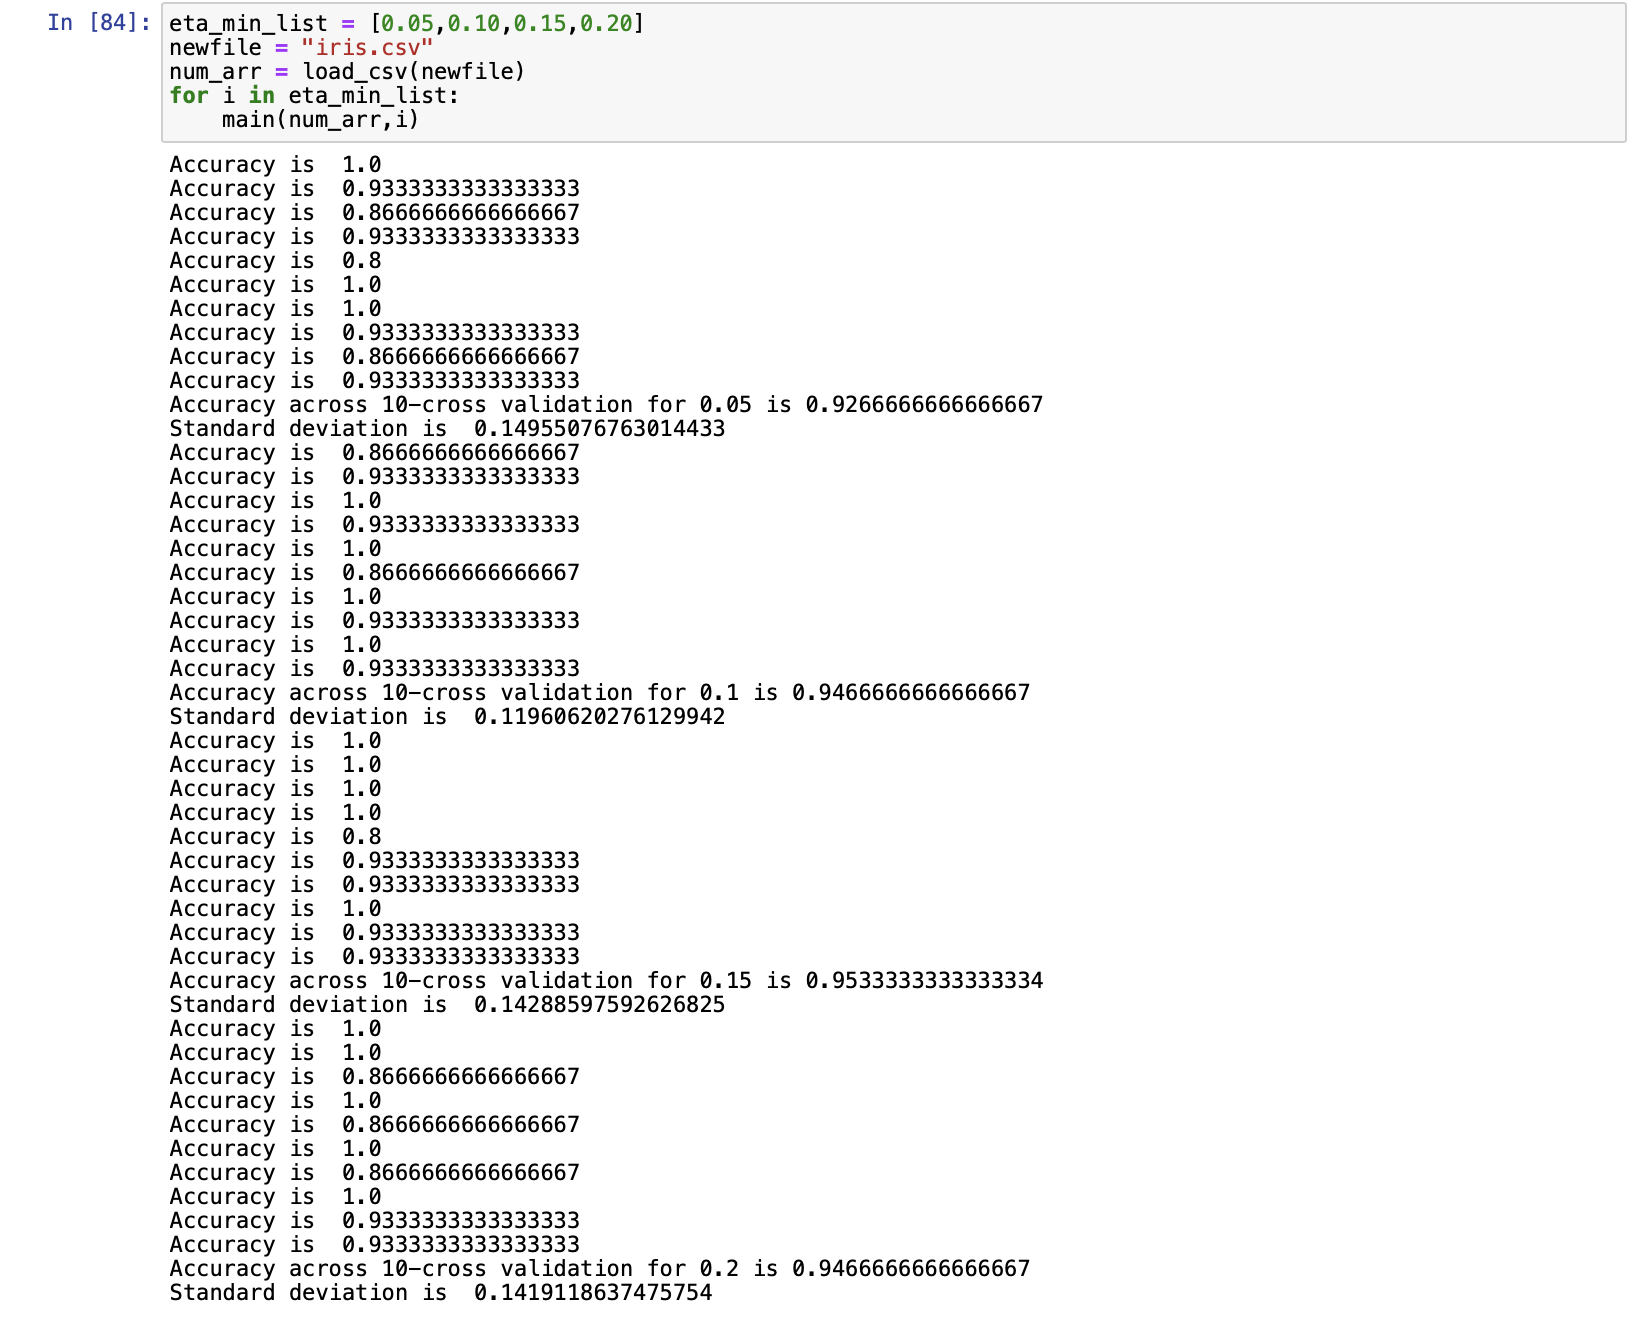 In [84]: eta_min_list = [0.05,0.10,0.15,0.20]
newfile = "iris.csv"
num_arr = load_csv(newfile)
for i in eta_min_list:
    main(num_arr,i)
Accuracy is  1.0
Accuracy is  0.9333333333333333
Accuracy is  0.8666666666666667
Accuracy is  0.9333333333333333
Accuracy is  0.8
Accuracy is  1.0
Accuracy is  1.0
Accuracy is  0.9333333333333333
Accuracy is  0.8666666666666667
Accuracy is  0.9333333333333333
Accuracy across 10-cross validation for 0.05 is 0.9266666666666667
Standard deviation is  0.14955076763014433
Accuracy is  0.8666666666666667
Accuracy is  0.9333333333333333
Accuracy is  1.0
Accuracy is  0.9333333333333333
Accuracy is  1.0
Accuracy is  0.8666666666666667
Accuracy is  1.0
Accuracy is  0.9333333333333333
Accuracy is  1.0
Accuracy is  0.9333333333333333
Accuracy across 10-cross validation for 0.1 is 0.9466666666666667
Standard deviation is  0.11960620276129942
Accuracy is  1.0
Accuracy is  1.0
Accuracy is  1.0
Accuracy is  1.0
Accuracy is  0.8
Accuracy is  0.9333333333333333
Accuracy is  0.9333333333333333
Accuracy is  1.0
Accuracy is  0.9333333333333333
Accuracy is  0.9333333333333333
Accuracy across 10-cross validation for 0.15 is 0.9533333333333334
Standard deviation is  0.14288597592626825
Accuracy is  1.0
Accuracy is  1.0
Accuracy is  0.8666666666666667
Accuracy is  1.0
Accuracy is  0.8666666666666667
Accuracy is  1.0
Accuracy is  0.8666666666666667
Accuracy is  1.0
Accuracy is  0.9333333333333333
Accuracy is  0.9333333333333333
Accuracy across 10-cross validation for 0.2 is 0.9466666666666667
Standard deviation is  0.1419118637475754